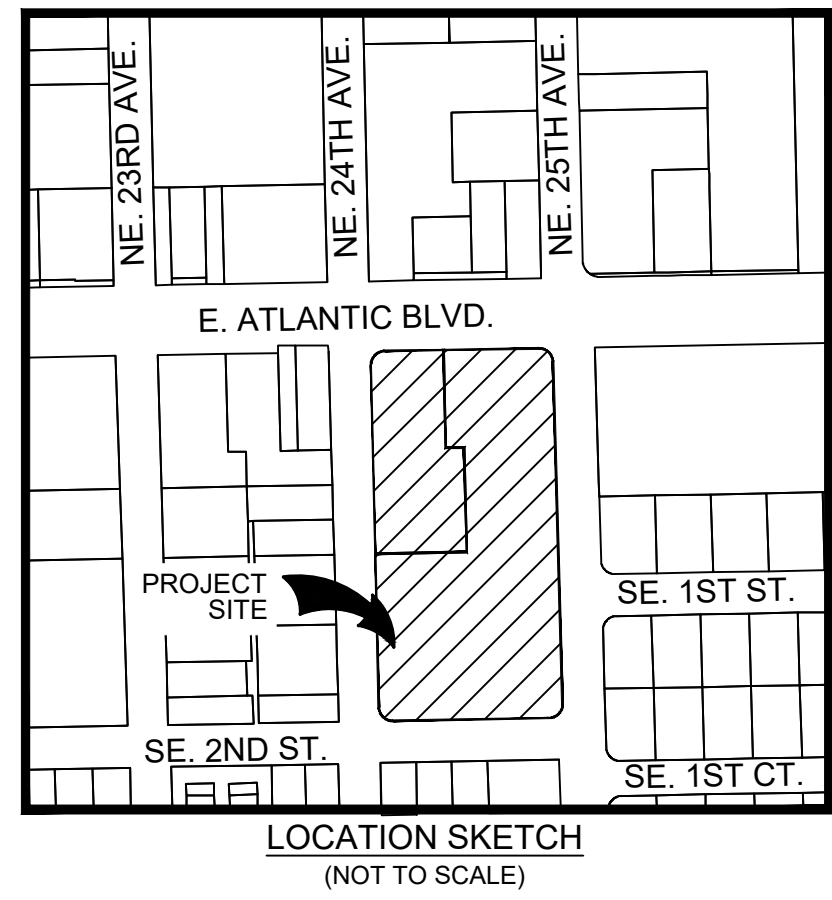 NE. 23RD AVE.
NE. 24TH AVE.
NE. 25TH AVE.
E. ATLANTIC BLVD.
PROJECT
SITE
SE. 1ST ST.
SE. 2ND ST.
SE. 1ST CT.
LOCATION SKETCH
(NOT TO SCALE)